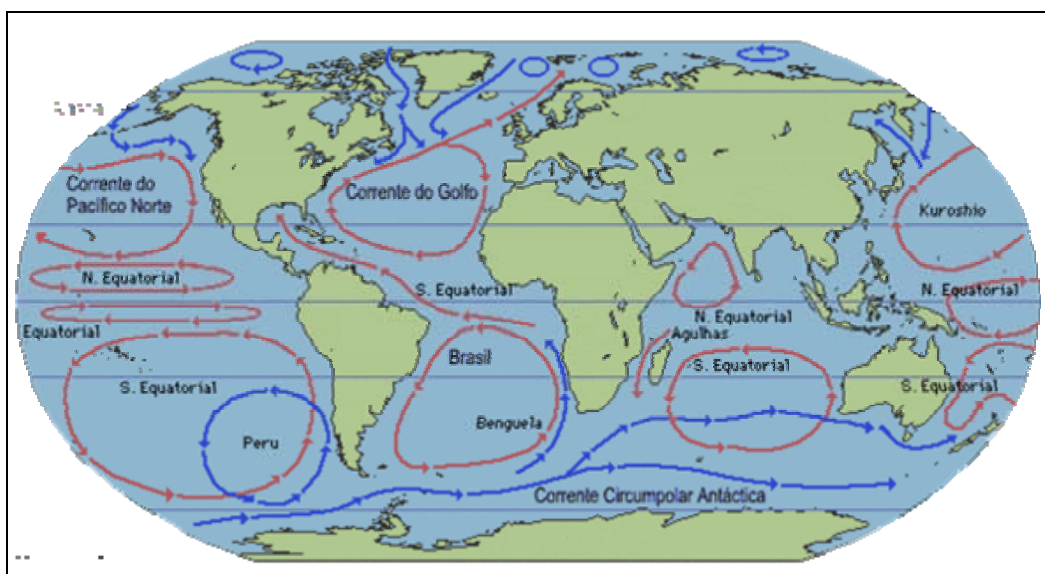 Corrente do
Pacífico Norte
Corrente do Golfo
Kuroshio
N. Equatorial
S. Equatorial
N. Equatorial
N. Equatorial
Equatorial
Agulhas
Brasil
S. Equatorial
S. Equatorial
S. Equatorial
Peru
Benguela
Corrente Circumpolar Antáctica